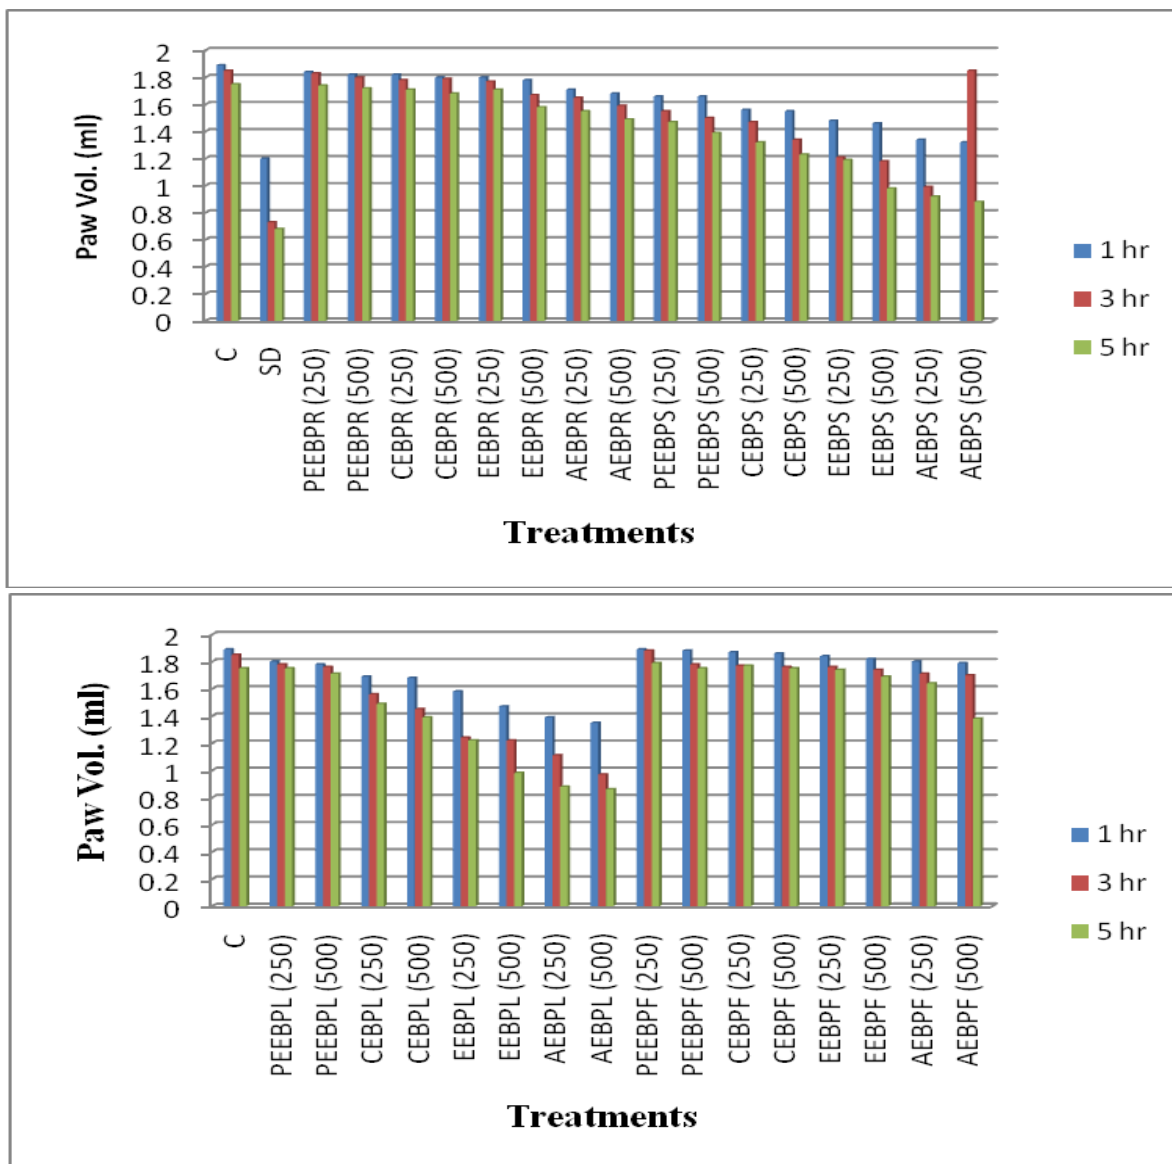 Paw Vol. (ml)
2
1.8
1.6
1.4
1.2
1
0.8
0.6
0.4
0.2
0
C
SD
PEEBPR (250)
PEEBPR (500)
CEBPR (250)
CEBPR (500)
EEBPR (250)
EEBPR (500)
AEBPR (250)
AEBPR (500)
PEEBPS (250)
PEEBPS (500)
CEBPS (250)
CEBPS (500)
EEBPS (250)
EEBPS (500)
AEBPS (250)
AEBPS (500)
Treatments
1 hr
3 hr
5 hr
Paw Vol. (ml)
2
1.8
1.6
1.4
1.2
1
0.8
0.6
0.4
0.2
0
C
PEEBPL (250)
PEEBPL (500)
CEBPL (250)
CEBPL (500)
EEBPL (250)
EEBPL (500)
AEBPL (250)
AEBPL (500)
PEEBPF (250)
PEEBPF (500)
CEBPF (250)
CEBPF (500)
EEBPF (250)
EEBPF (500)
AEBPF (250)
AEBPF (500)
Treatments
1 hr
3 hr
5 hr